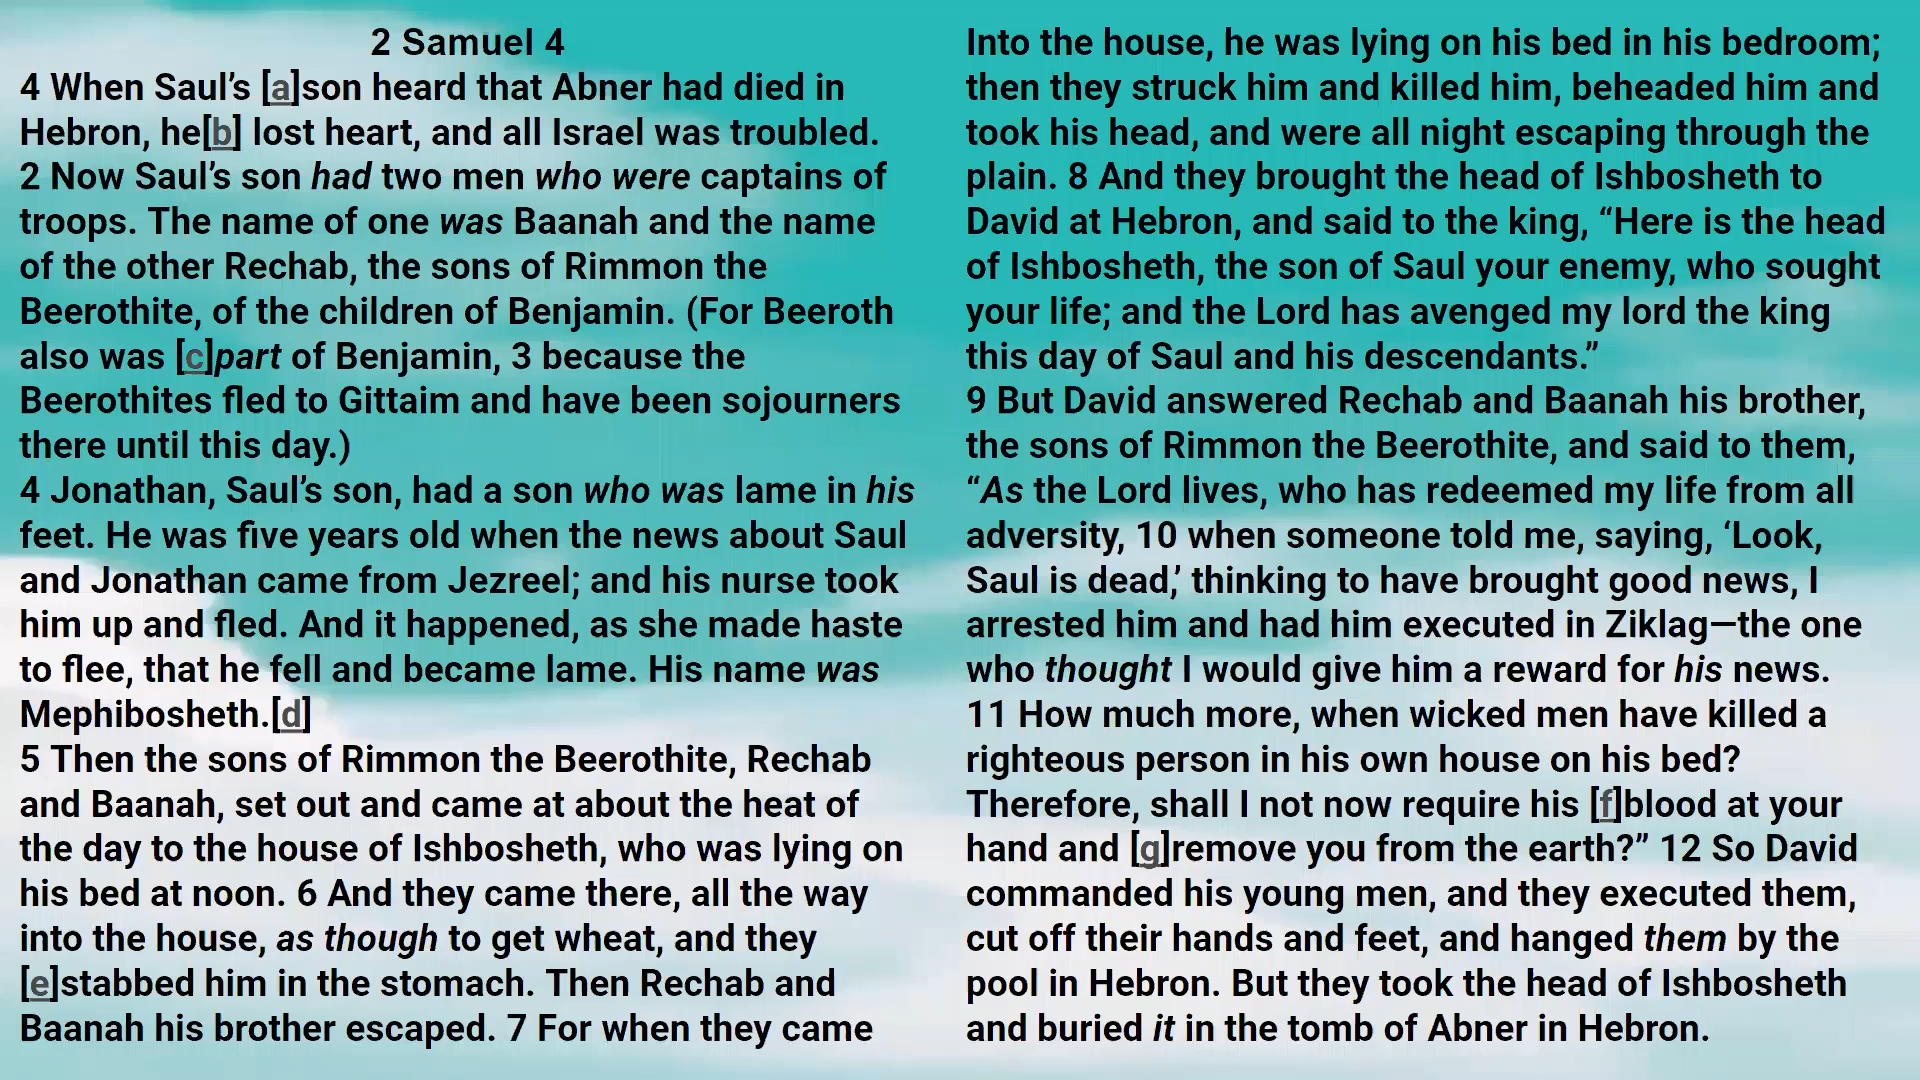 2 Samuel 4
4 When Saul’s [a]son heard that Abner had died in
Hebron, he[b] lost heart, and all Israel was troubled.
2 Now Saul’s son had two men who were captains of
troops. The name of one was Baanah and the name
of the other Rechab, the sons of Rimmon the
Beerothite, of the children of Benjamin. (For Beeroth
also was [c]part of Benjamin, 3 because the
Beerothites fled to Gittaim and have been sojourners
there until this day.)
4 Jonathan, Saul’s son, had a son who was lame in his
feet. He was five years old when the news about Saul
and Jonathan came from Jezreel; and his nurse took
him up and fled. And it happened, as she made haste
to flee, that he fell and became lame. His name was
Mephibosheth.[d]
5 Then the sons of Rimmon the Beerothite, Rechab
and Baanah, set out and came at about the heat of
the day to the house of Ishbosheth, who was lying on
his bed at noon. 6 And they came there, all the way
into the house, as though to get wheat, and they
[e]stabbed him in the stomach. Then Rechab and
Baanah his brother escaped. 7 For when they came
Into the house, he was lying on his bed in his bedroom;
then they struck him and killed him, beheaded him and
took his head, and were all night escaping through the
plain. 8 And they brought the head of Ishbosheth to
David at Hebron, and said to the king, “Here is the head
of Ishbosheth, the son of Saul your enemy, who sought
your life; and the Lord has avenged my lord the king
this day of Saul and his descendants.”
9 But David answered Rechab and Baanah his brother,
the sons of Rimmon the Beerothite, and said to them,
“As the Lord lives, who has redeemed my life from all
adversity, 10 when someone told me, saying, ‘Look,
Saul is dead,’ thinking to have brought good news, I
arrested him and had him executed in Ziklag—the one
who thought I would give him a reward for his news.
11 How much more, when wicked men have killed a
righteous person in his own house on his bed?
Therefore, shall I not now require his [f]blood at your
hand and [g]remove you from the earth?” 12 So David
commanded his young men, and they executed them,
cut off their hands and feet, and hanged them by the
pool in Hebron. But they took the head of Ishbosheth
and buried it in the tomb of Abner in Hebron.